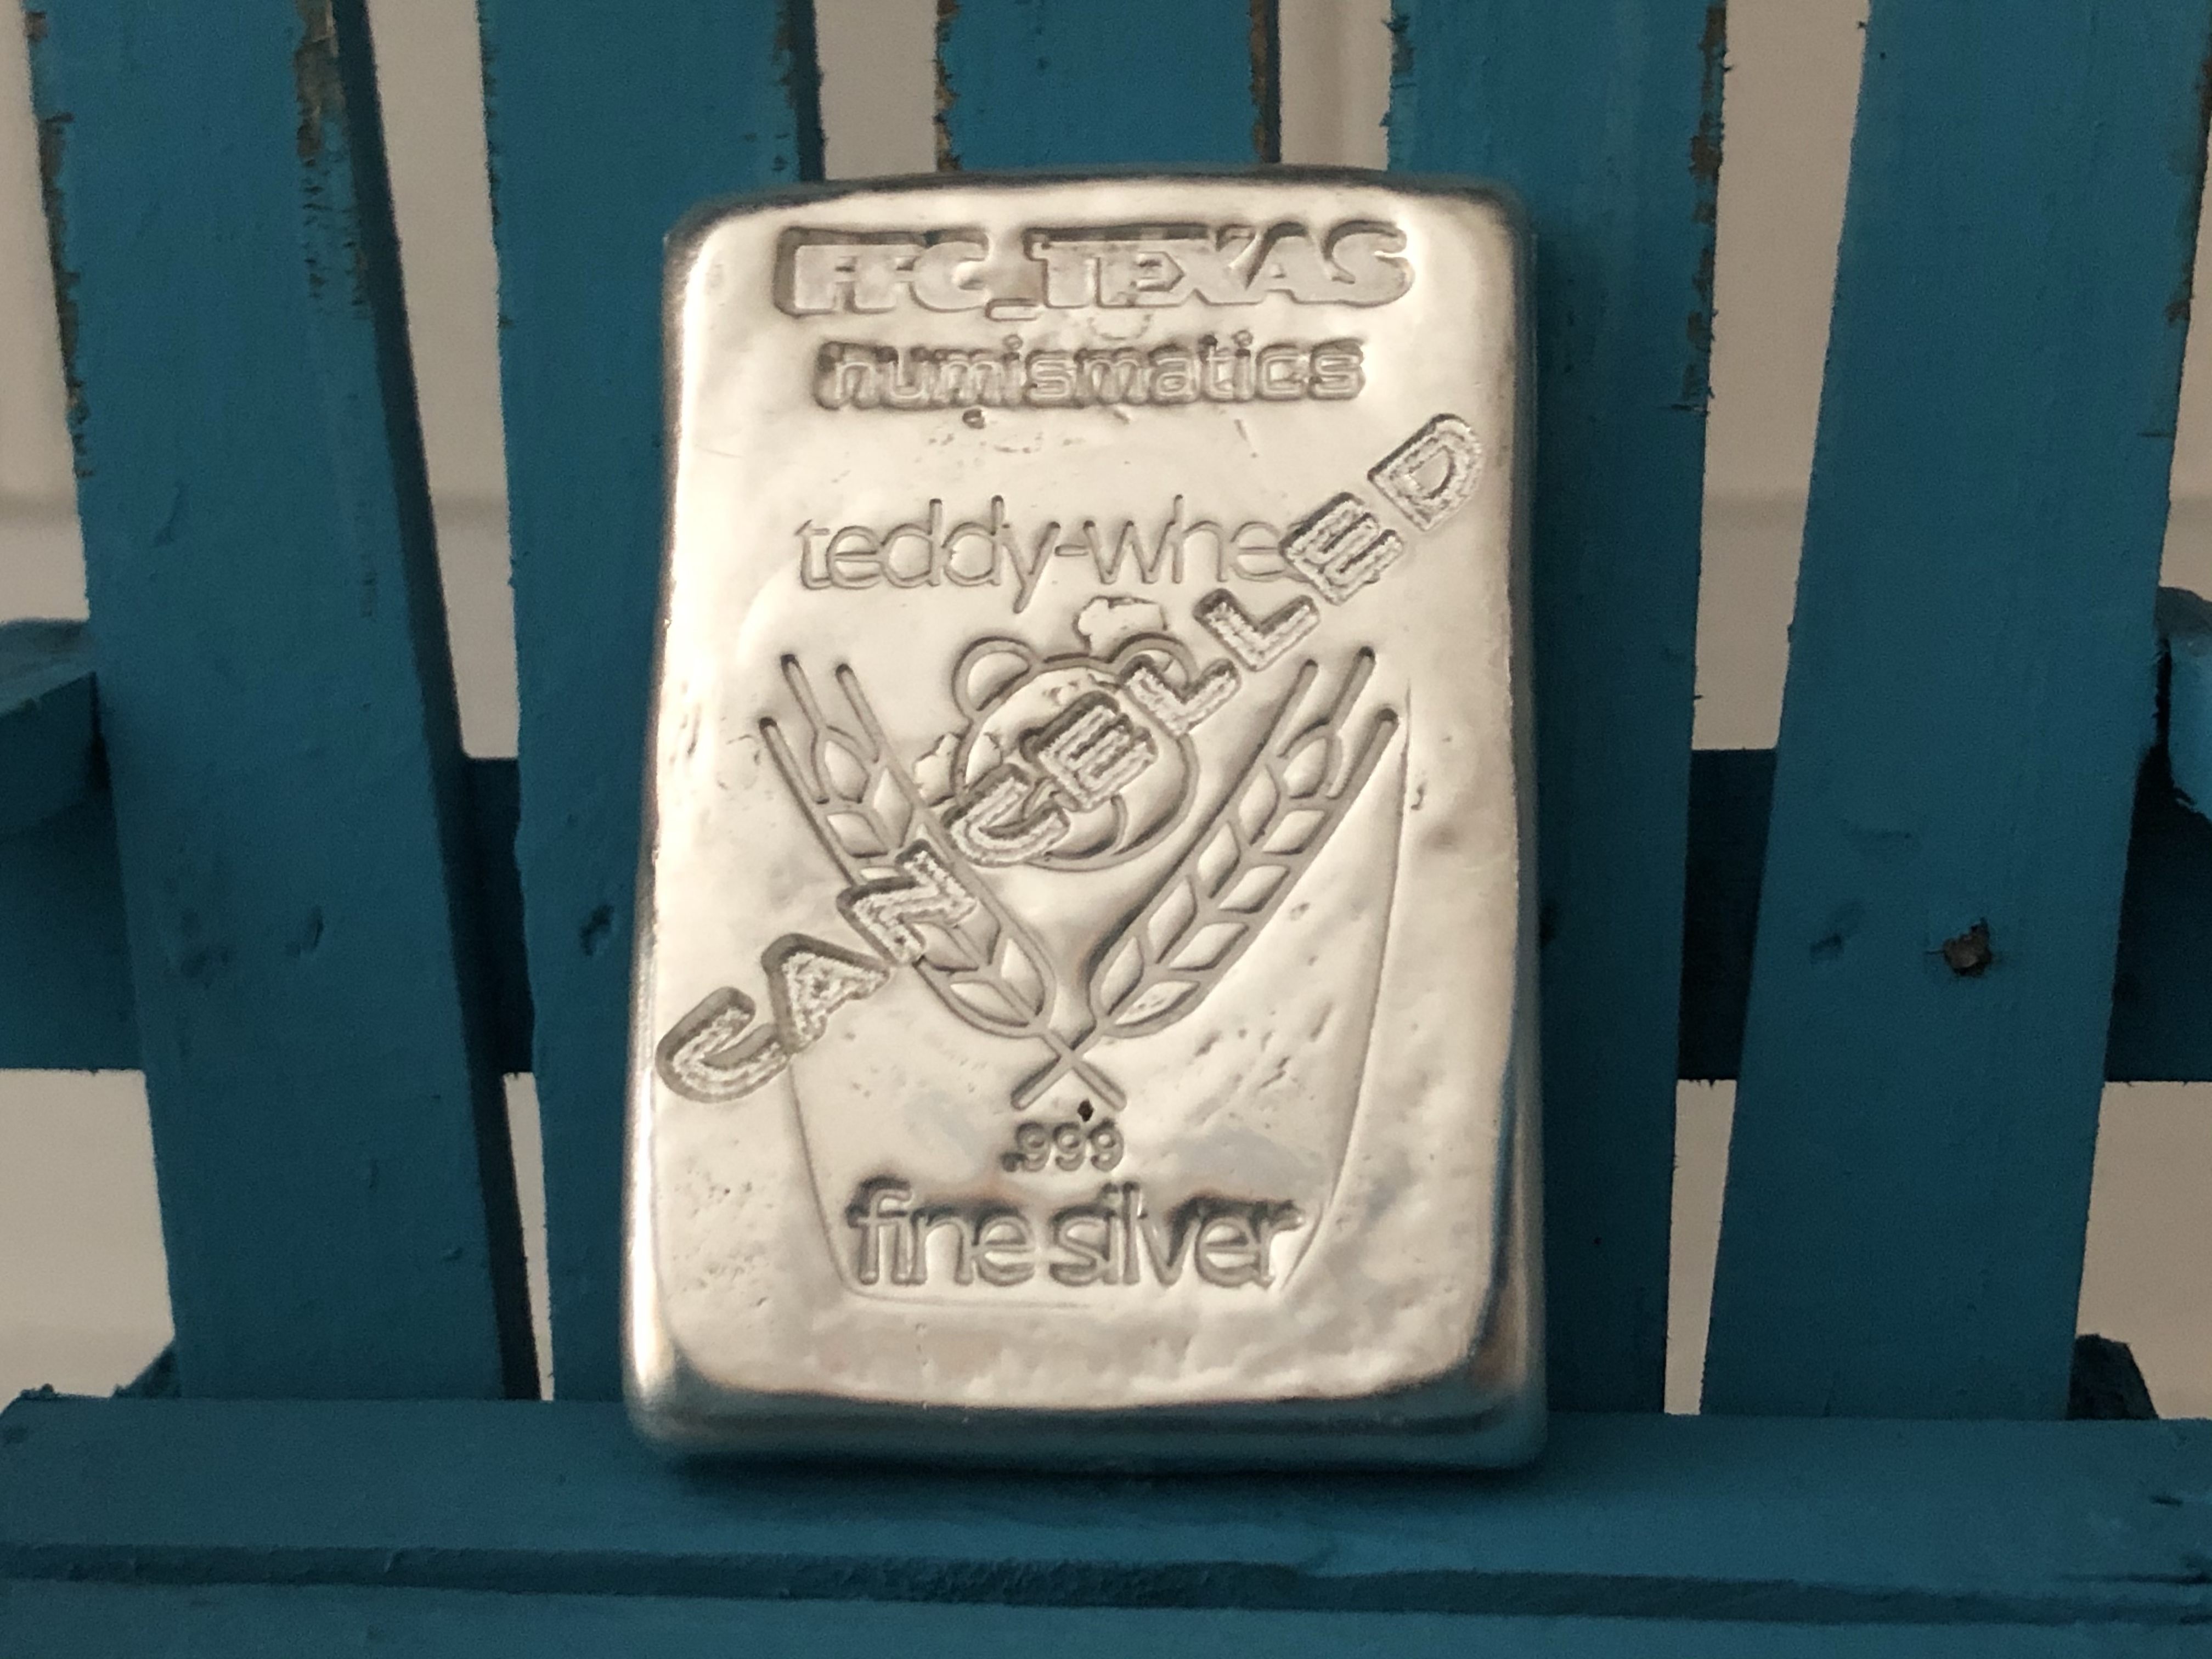 FFC_TEXAS
numismatics
teddy-whe
CANCELLED
.999
fine silver